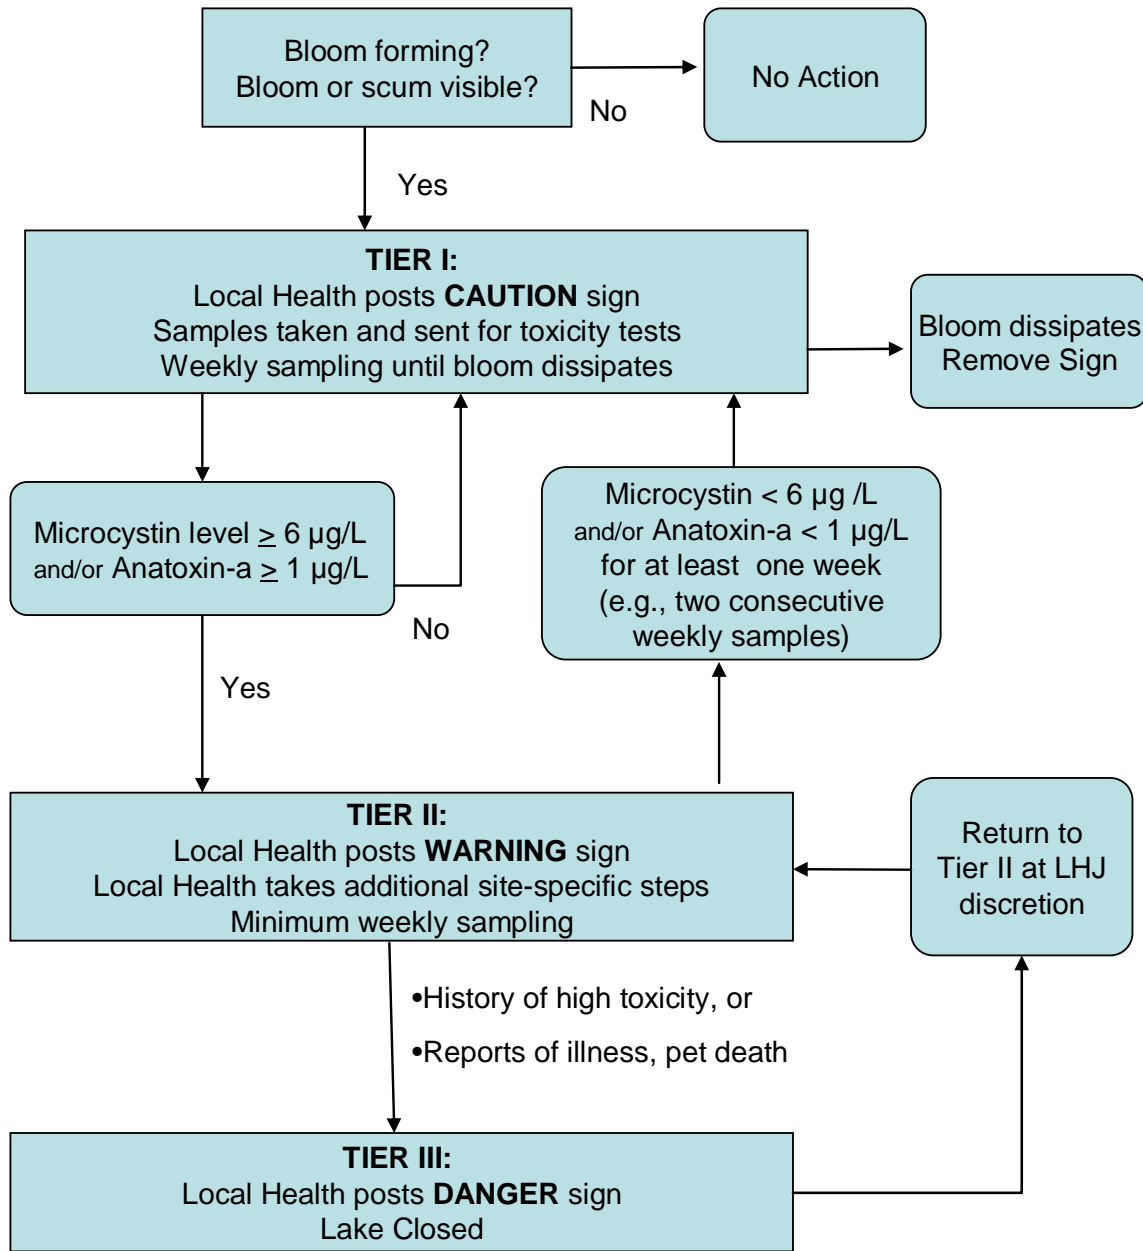 Bloom forming?
Bloom or scum visible?
No Action
No
Yes
TIER I:
Local Health posts CAUTION sign
Samples taken and sent for toxicity tests
Weekly sampling until bloom dissipates
Bloom dissipates
Remove Sign
Microcystin level ≥ 6 µg/L
and/or Anatoxin-a ≥ 1 µg/L
No
Yes
Microcystin < 6 µg /L
and/or Anatoxin-a < 1 µg/L
for at least one week
(e.g., two consecutive
weekly samples)
TIER II:
Local Health posts WARNING sign
Local Health takes additional site-specific steps
Minimum weekly sampling
Return to
Tier II at LHJ
discretion
•History of high toxicity, or
•Reports of illness, pet death
TIER III:
Local Health posts DANGER sign
Lake Closed